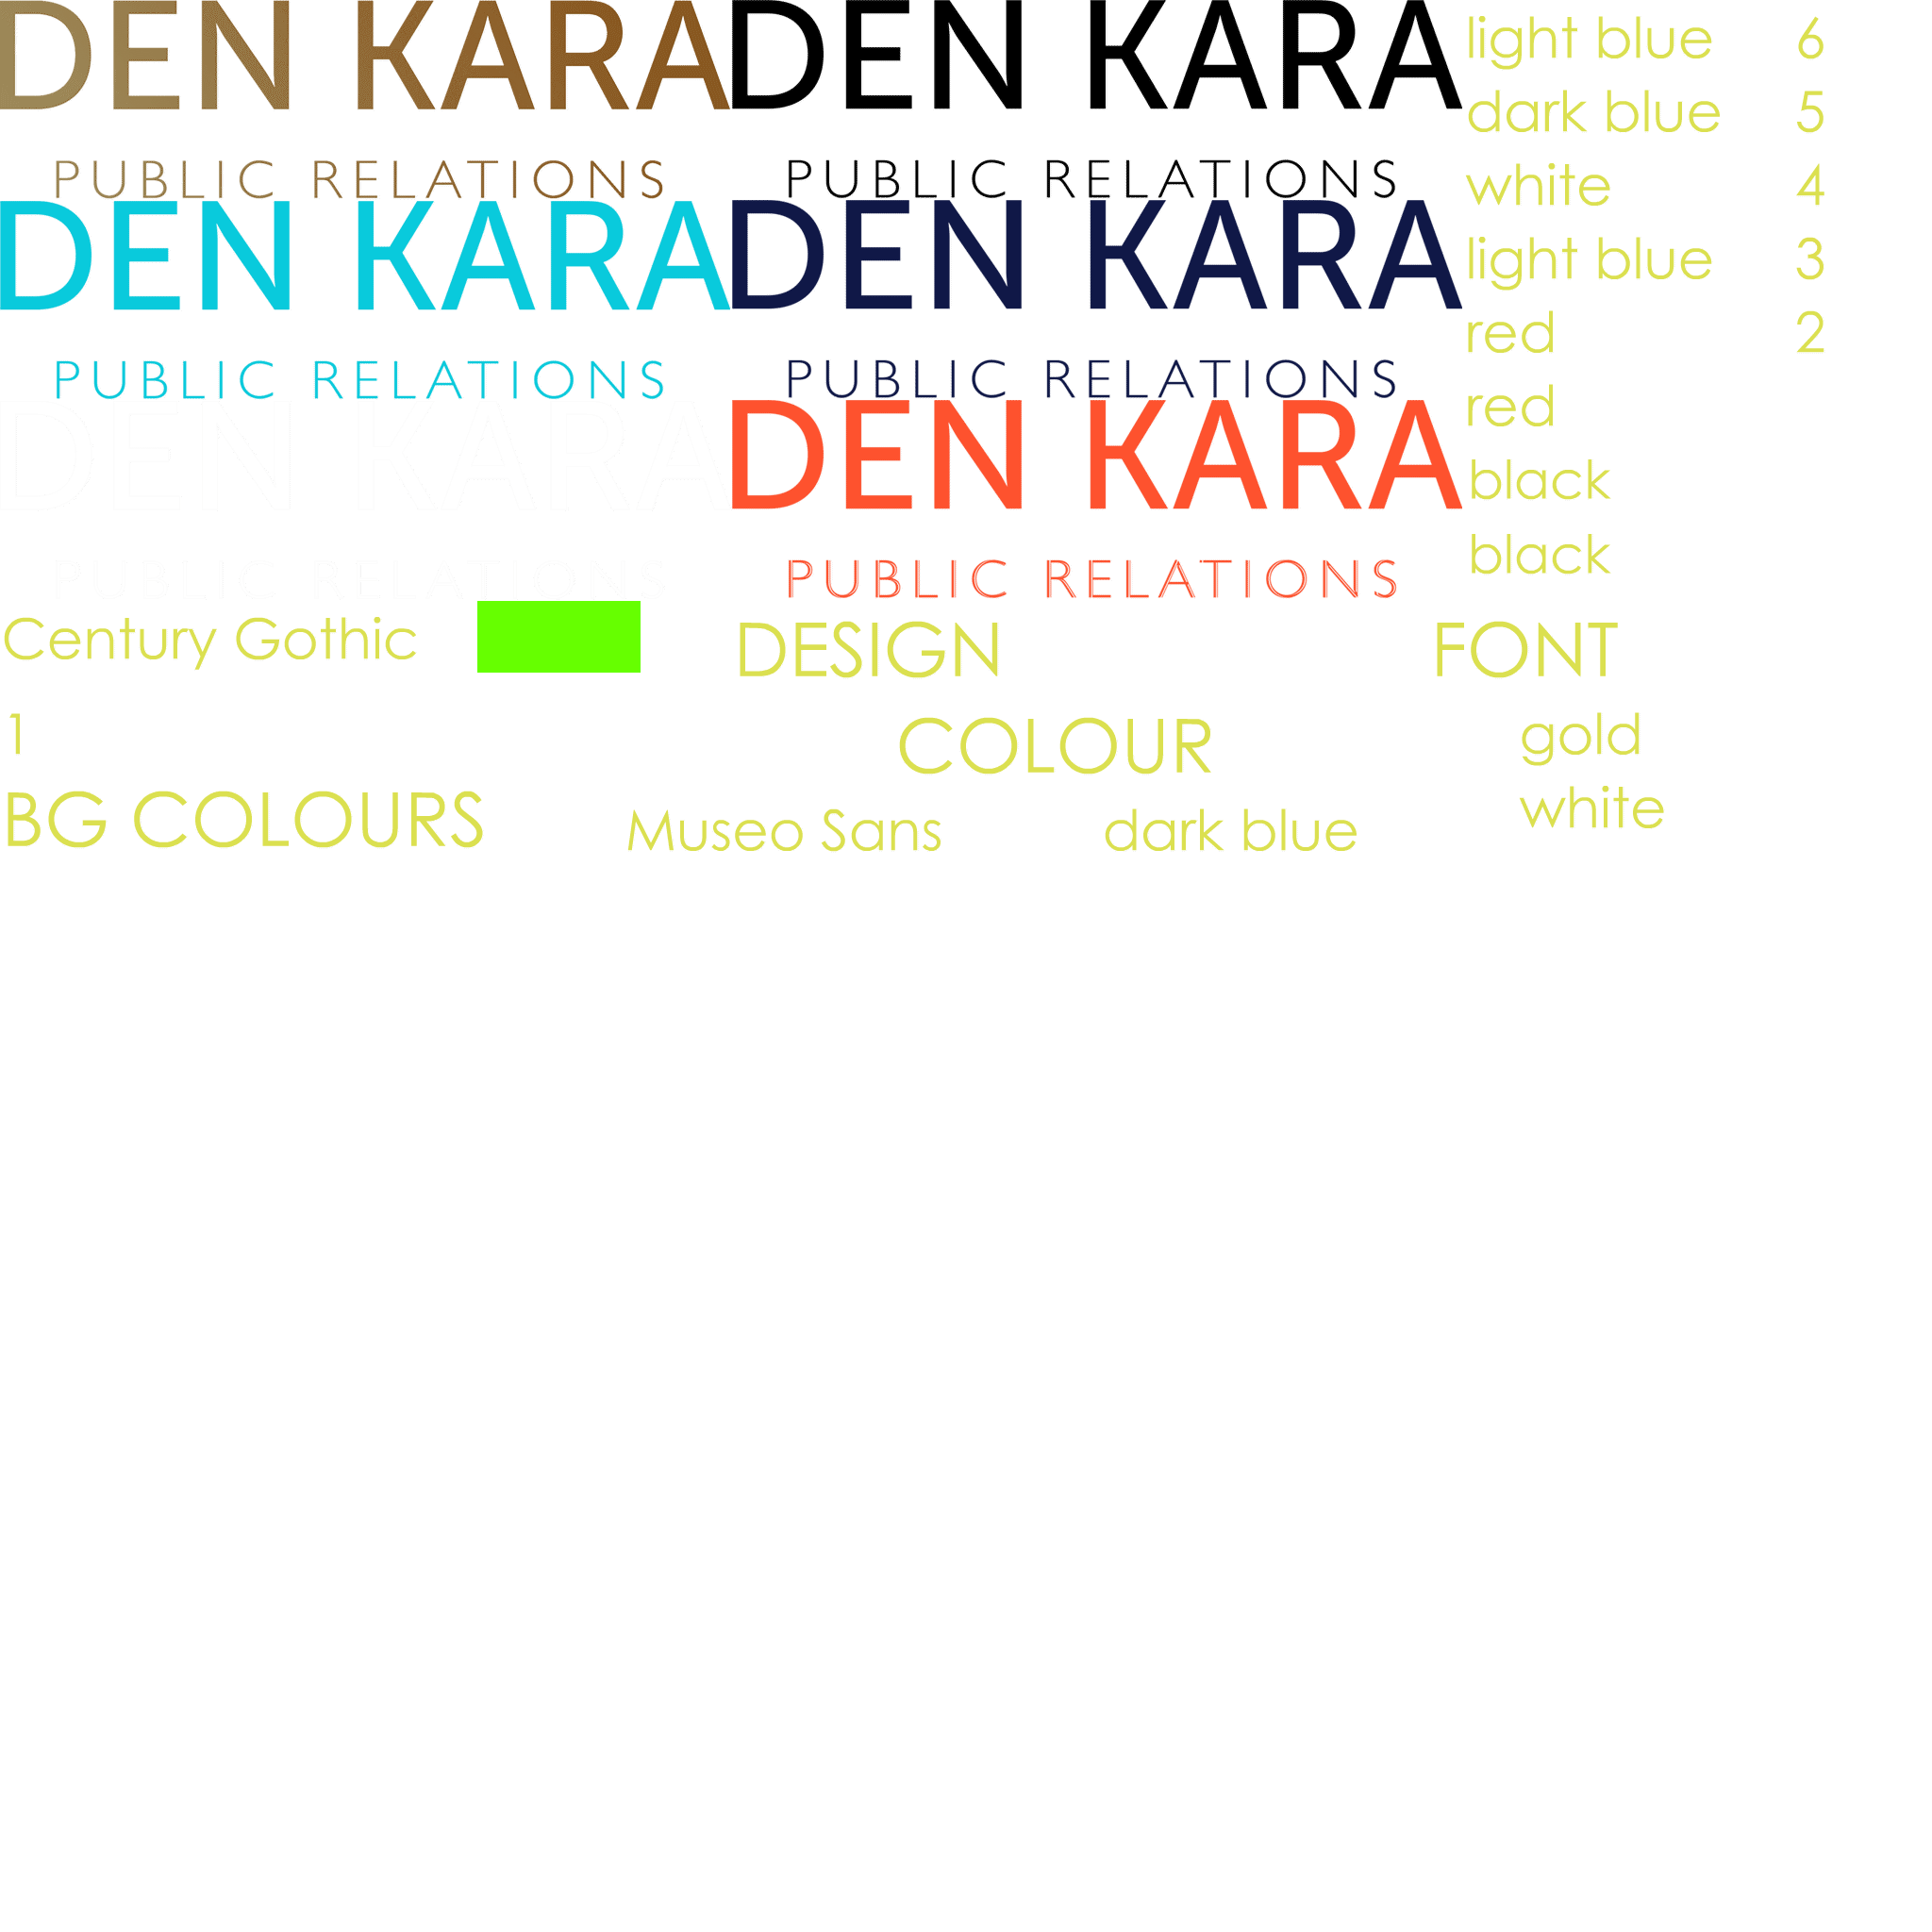 DEN KARA
PUBLIC RELATIONS
DEN KARA
PUBLIC RELATIONS
light blue
6
dark blue
5
white
4
light blue
3
red
2
red
black
black
DEN KARA
PUBLIC RELATIONS
DEN KARA
PUBLIC RELATIONS
DEN KARA
PUBLIC RELATIONS
DEN KARA
PUBLIC RELATIONS
Century Gothic
DESIGN
FONT
1
COLOUR
gold
BG COLOURS
Museo Sans
dark blue
white